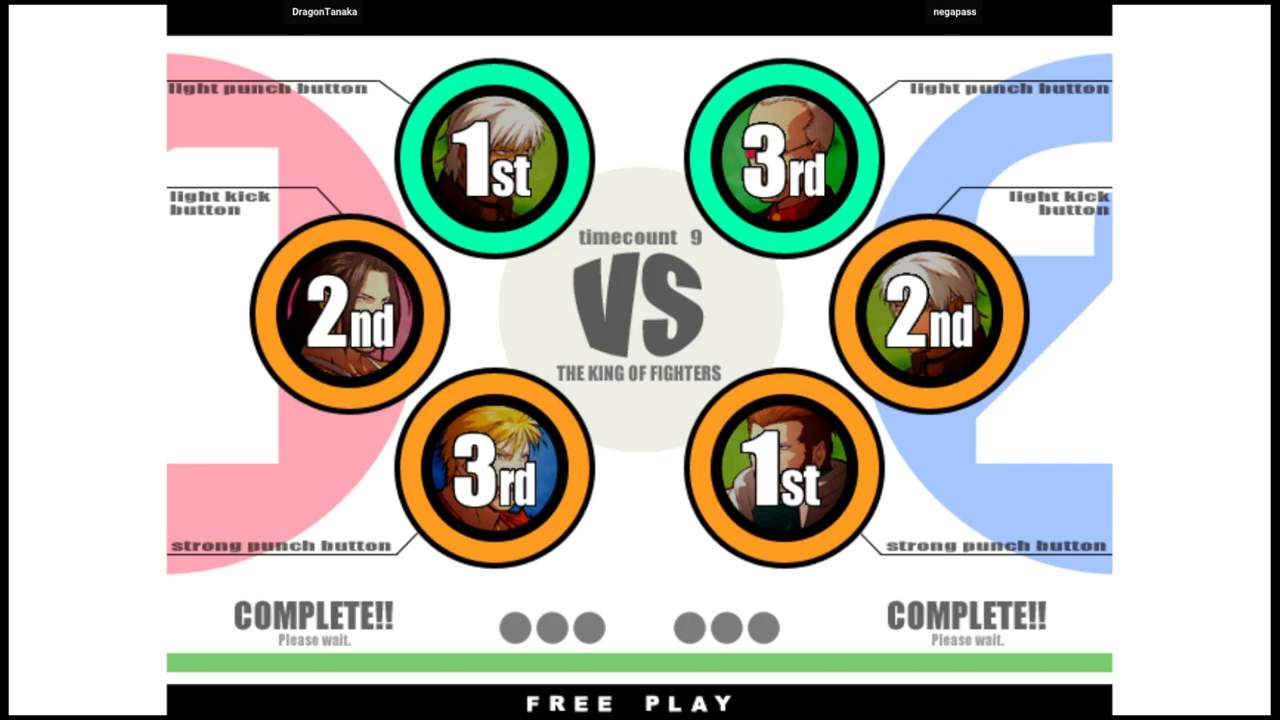 DragonTanaka
negapass
light punch button
light punch button
1st
3rd
light kick
button
light kick
button
timecount 9
2nd
VS
2nd
THE KING OF FIGHTERS
3rd
1st
strong punch button
strong punch button
COMPLETE!!
Please wait.
COMPLETE!!
Please wait.
FREE PLAY